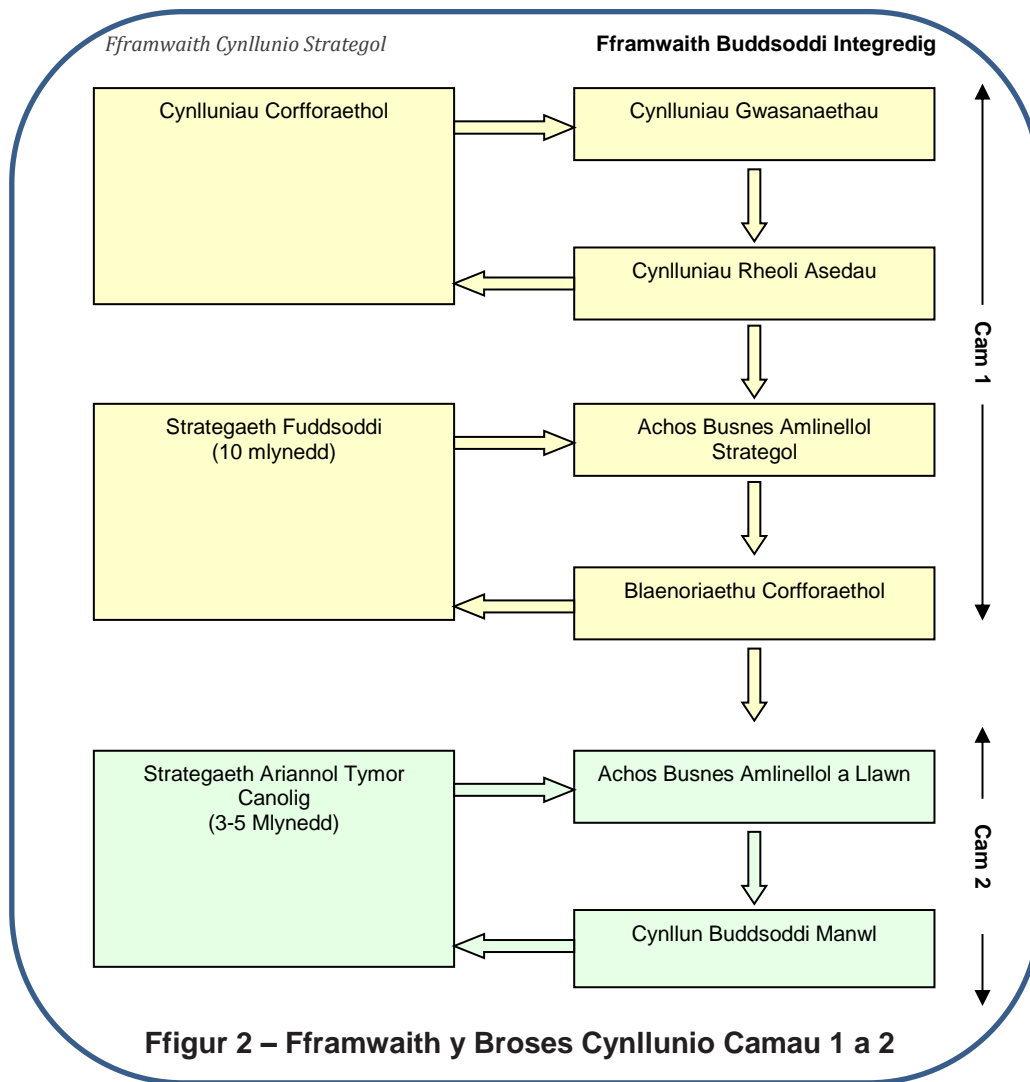 Fframwaith Cynllunio Strategol
Fframwaith Buddsoddi Integredig
Cynlluniau Corfforaethol
Cynlluniau Gwasanaethau
Cynlluniau Rheoli Asedau
Cam 1
Strategaeth Fuddsoddi
(10 mlynedd)
Achos Busnes Amlinellol
Strategol
Blaenoriaethu Corfforaethol
Strategaeth Ariannol Tymor
Canolig
(3-5 Mlynedd)
Achos Busnes Amlinellol a Llawn
Cam 2
Cynllun Buddsoddi Manwl
Ffigur 2 – Fframwaith y Broses Cynllunio Camau 1 a 2